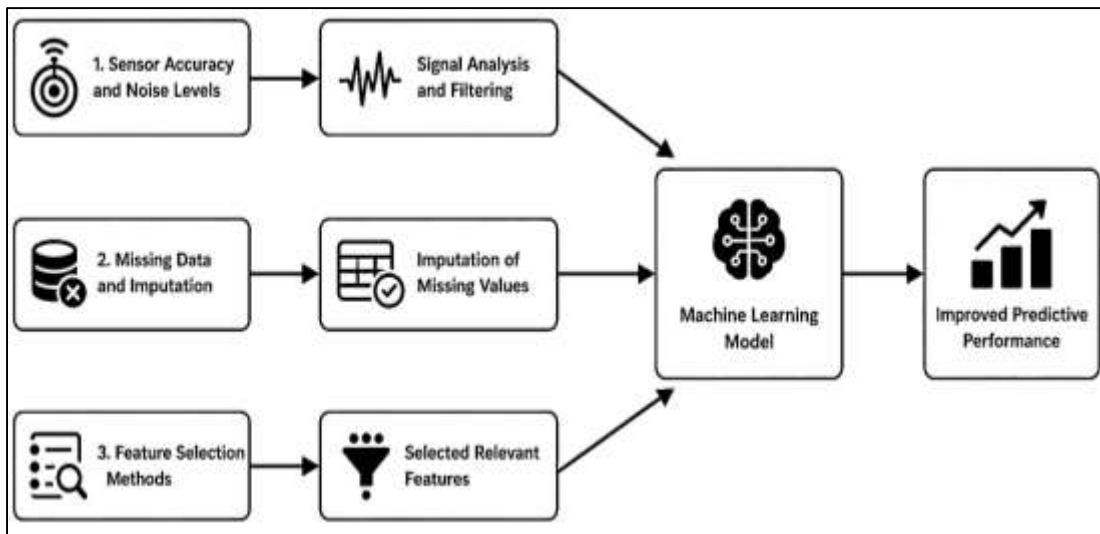 1. Sensor Accuracy
and Noise Levels
Signal Analysis
and Filtering
2. Missing Data
and Imputation
Imputation of
Missing Values
Machine Learning
Model
Improved Predictive
Performance
3. Feature Selection
Methods
Selected Relevant
Features